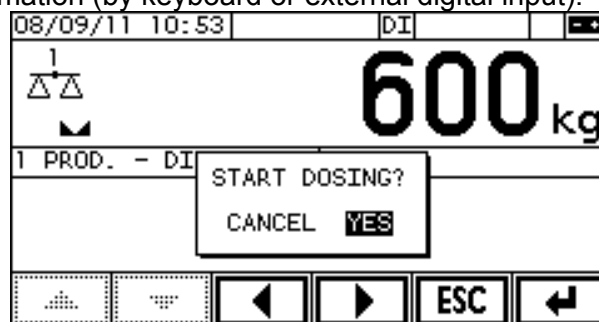 mation (by keyboard or external digital input).
08/09/11 10:53 DI
1
600 kg
1 PROD. - DI
START DOSING?
CANCEL YES
ESC